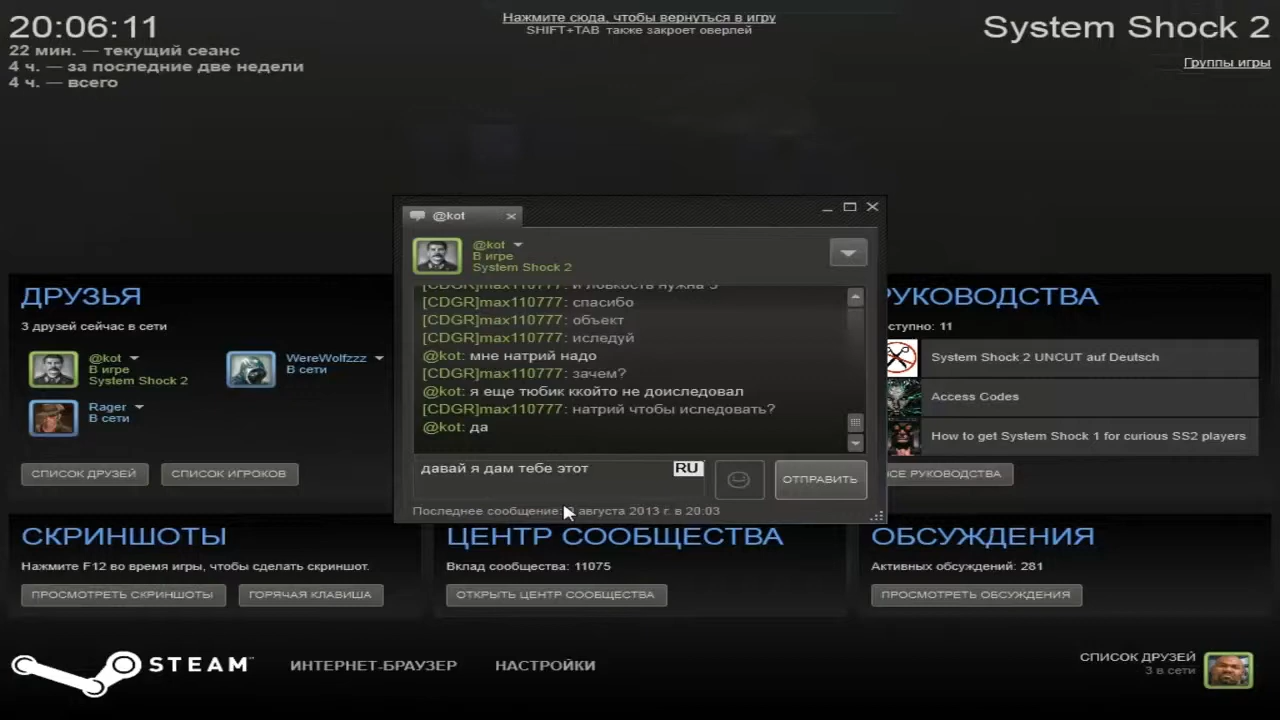 20:06:11
22 мин. — текущий сеанс
4 ч. — за последние две недели
4 ч. — всего
Нажмите сюда, чтобы вернуться в игру
SHIFT+TAB также закроет оверлей
System Shock 2
Группы игры
@kot
@kot
В игре
System Shock 2
[CDGR]max110777: и ловкость нужна 3
[CDGR]max110777: спасибо
[CDGR]max110777: объект
[CDGR]max110777: иследуй
@kot: мне натрий надо
[CDGR]max110777: зачем?
@kot: я еще тюбик ккойто не доиследовал
[CDGR]max110777: натрий чтобы иследовать?
@kot: да
давай я дам тебе этот
RU
ОТПРАВИТЬ
Последнее сообщение: августа 2013 г. в 20:03
ДРУЗЬЯ
3 друзей сейчас в сети
@kot
В игре
System Shock 2
WereWolfzzz
В сети
Rager
В сети
СПИСОК ДРУЗЕЙ
СПИСОК ИГРОКОВ
РУКОВОДСТВА
ступно: 11
System Shock 2 UNCUT auf Deutsch
Access Codes
How to get System Shock 1 for curious SS2 players
СЕ РУКОВОДСТВА
СКРИНШОТЫ
Нажмите F12 во время игры, чтобы сделать скриншот.
ПРОСМОТРЕТЬ СКРИНШОТЫ
ГОРЯЧАЯ КЛАВИША
ЦЕНТР СООБЩЕСТВА
Вклад сообщества: 11075
ОТКРЫТЬ ЦЕНТР СООБЩЕСТВА
ОБСУЖДЕНИЯ
Активных обсуждений: 281
ПРОСМОТРЕТЬ ОБСУЖДЕНИЯ
STEAM
ИНТЕРНЕТ-БРАУЗЕР
НАСТРОЙКИ
СПИСОК ДРУЗЕЙ
3 в сети